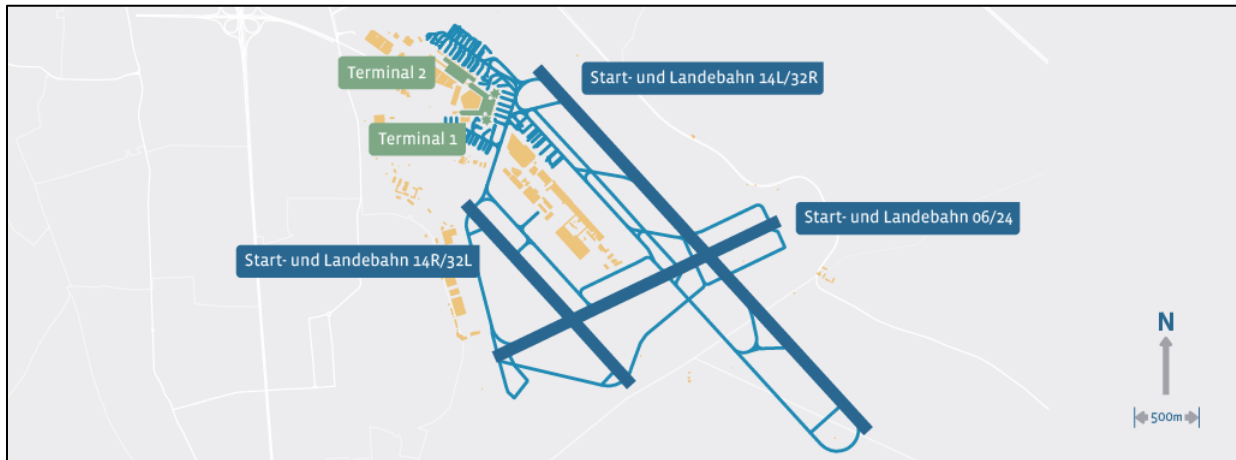 Terminal 2
Start- und Landebahn 14L/32R
Terminal 1
Start- und Landebahn 06/24
Start- und Landebahn 14R/32L
N
500m